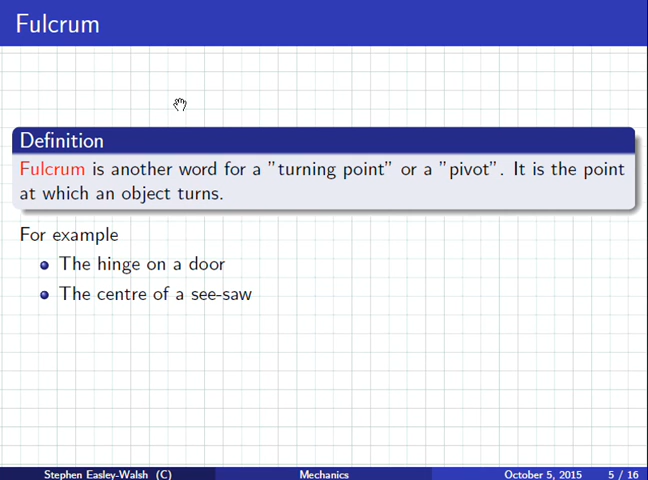 Fulcrum
Definition
Fulcrum is another word for a "turning point" or a "pivot". It is the point
at which an object turns.
For example
The hinge on a door
The centre of a see-saw
Stephen Easley-Walsh (C) Mechanics October 5, 2015 5 / 16